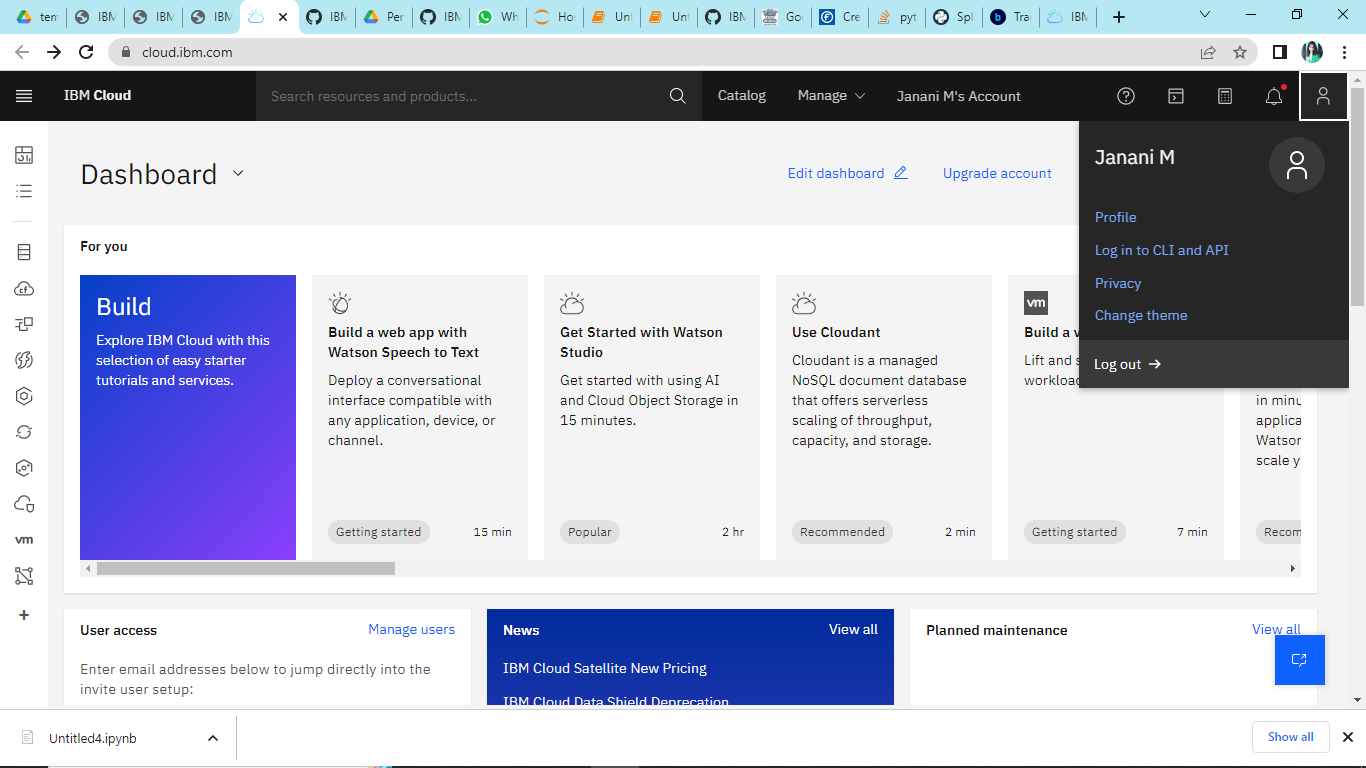 tem
IBM
IBM
IBM
IBM
Per
IBM
Wh
Ho
Unt
Unt
IBM
Goo
Cre
pyt
Spl
Trai
IBM
cloud.ibm.com
IBM Cloud
Search resources and products...
Catalog
Manage
Janani M's Account
Dashboard
Edit dashboard
Upgrade account
Janani M
Profile
Log in to CLI and API
Privacy
Change theme
Log out
For you
Build
Explore IBM Cloud with this
selection of easy starter
tutorials and services.
Build a web app with
Watson Speech to Text
Deploy a conversational
interface compatible with
any application, device, or
channel.
Getting started
15 min
Get Started with Watson
Studio
Get started with using AI
and Cloud Object Storage in
15 minutes.
Popular
2 hr
Use Cloudant
Cloudant is a managed
NoSQL document database
that offers serverless
scaling of throughput,
capacity, and storage.
Recommended
2 min
vm
Build a v
Lift and s
workload
Getting started
7 min
in minu
applica
Watson
scale y
Recom
cf
vm
User access
Manage users
Enter email addresses below to jump directly into the
invite user setup:
News
View all
IBM Cloud Satellite New Pricing
IBM Cloud Data Shield Deprecation
Planned maintenance
View all
Untitled4.ipynb
Show all